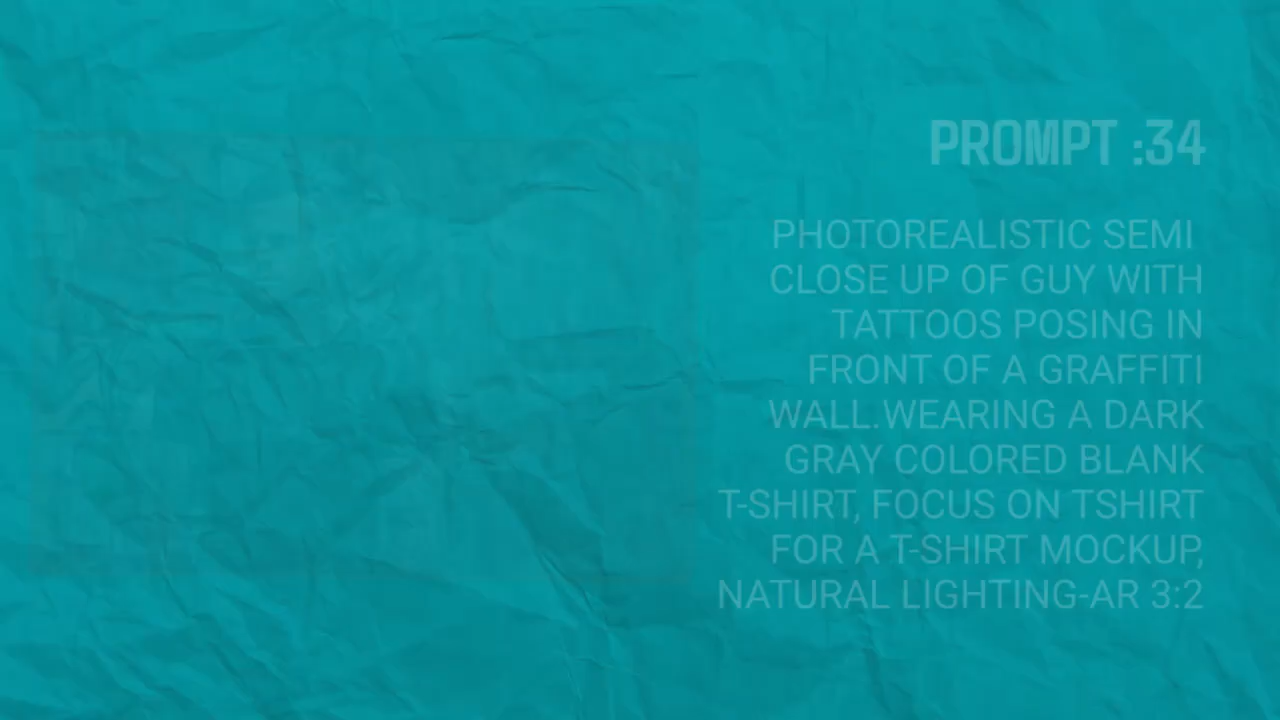 PROMPT :34
PHOTOREALISTIC SEMI
CLOSE UP OF GUY WITH
TATTOOS POSING IN
FRONT OF A GRAFFITI
WALL.WEARING A DARK
GRAY COLORED BLANK
T-SHIRT, FOCUS ON TSHIRT
FOR A T-SHIRT MOCKUP,
NATURAL LIGHTING-AR 3:2